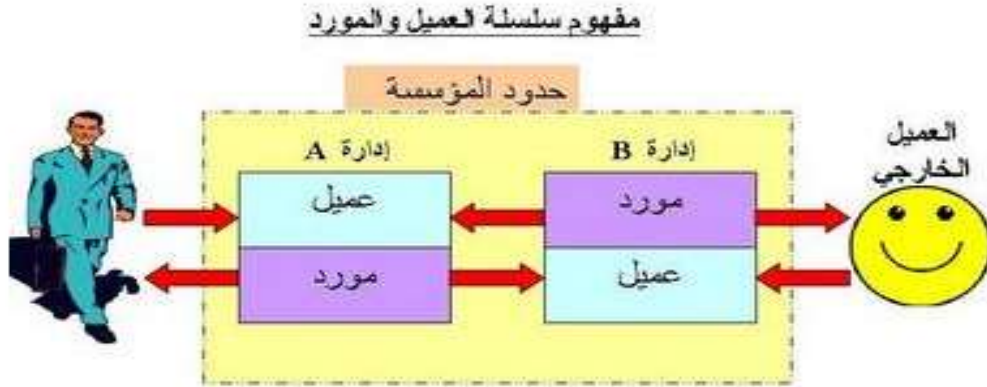 مفهوم سلسلة العميل والمورد
حدود المؤسسة
العميل
الخارجي
إدارة B
إدارة A
مورد
عميل
عميل
مورد